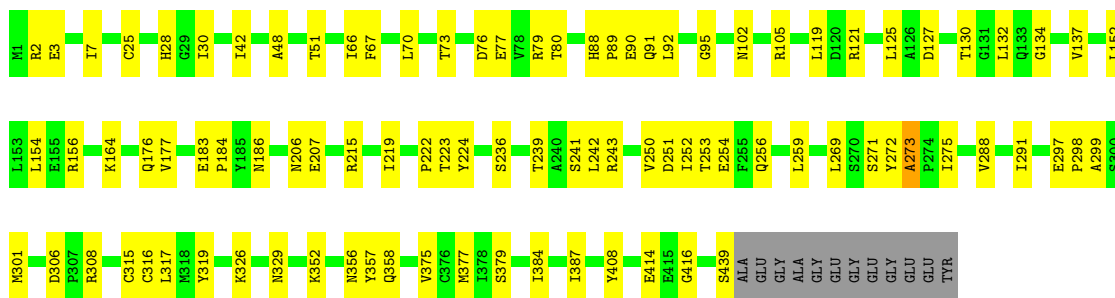 M1 R2 E3 I7 C25 H28 G29 I30 I42 A48 T51 I66 F67 L70 T73 D76 E77 V78 R79 T80 H88 P89 E90 Q91 L92 G95 N102 R105 L119 D120 R121 L125 A126 D127 T130 G131 L132 Q133 G134 V137 L152
L153 L154 E155 R156 K164 Q176 V177 E183 P184 Y185 N186 N206 E207 R215 I219 P222 T223 Y224 S236 T239 A240 S241 L242 R243 V250 D251 I252 T253 E254 F255 Q256 L259 L269 S270 S271 Y272 A273 P274 I275 V288 I291 E297 P298 A299 S300
M301 D306 P307 R308 C315 C316 L317 M318 Y319 K326 N329 K352 N356 Y357 Q358 V375 C376 M377 I378 S379 I384 I387 Y408 E414 E415 G416 S439 ALA GLU GLY ALA GLY GLU GLY GLU GLY GLU GLU TYR